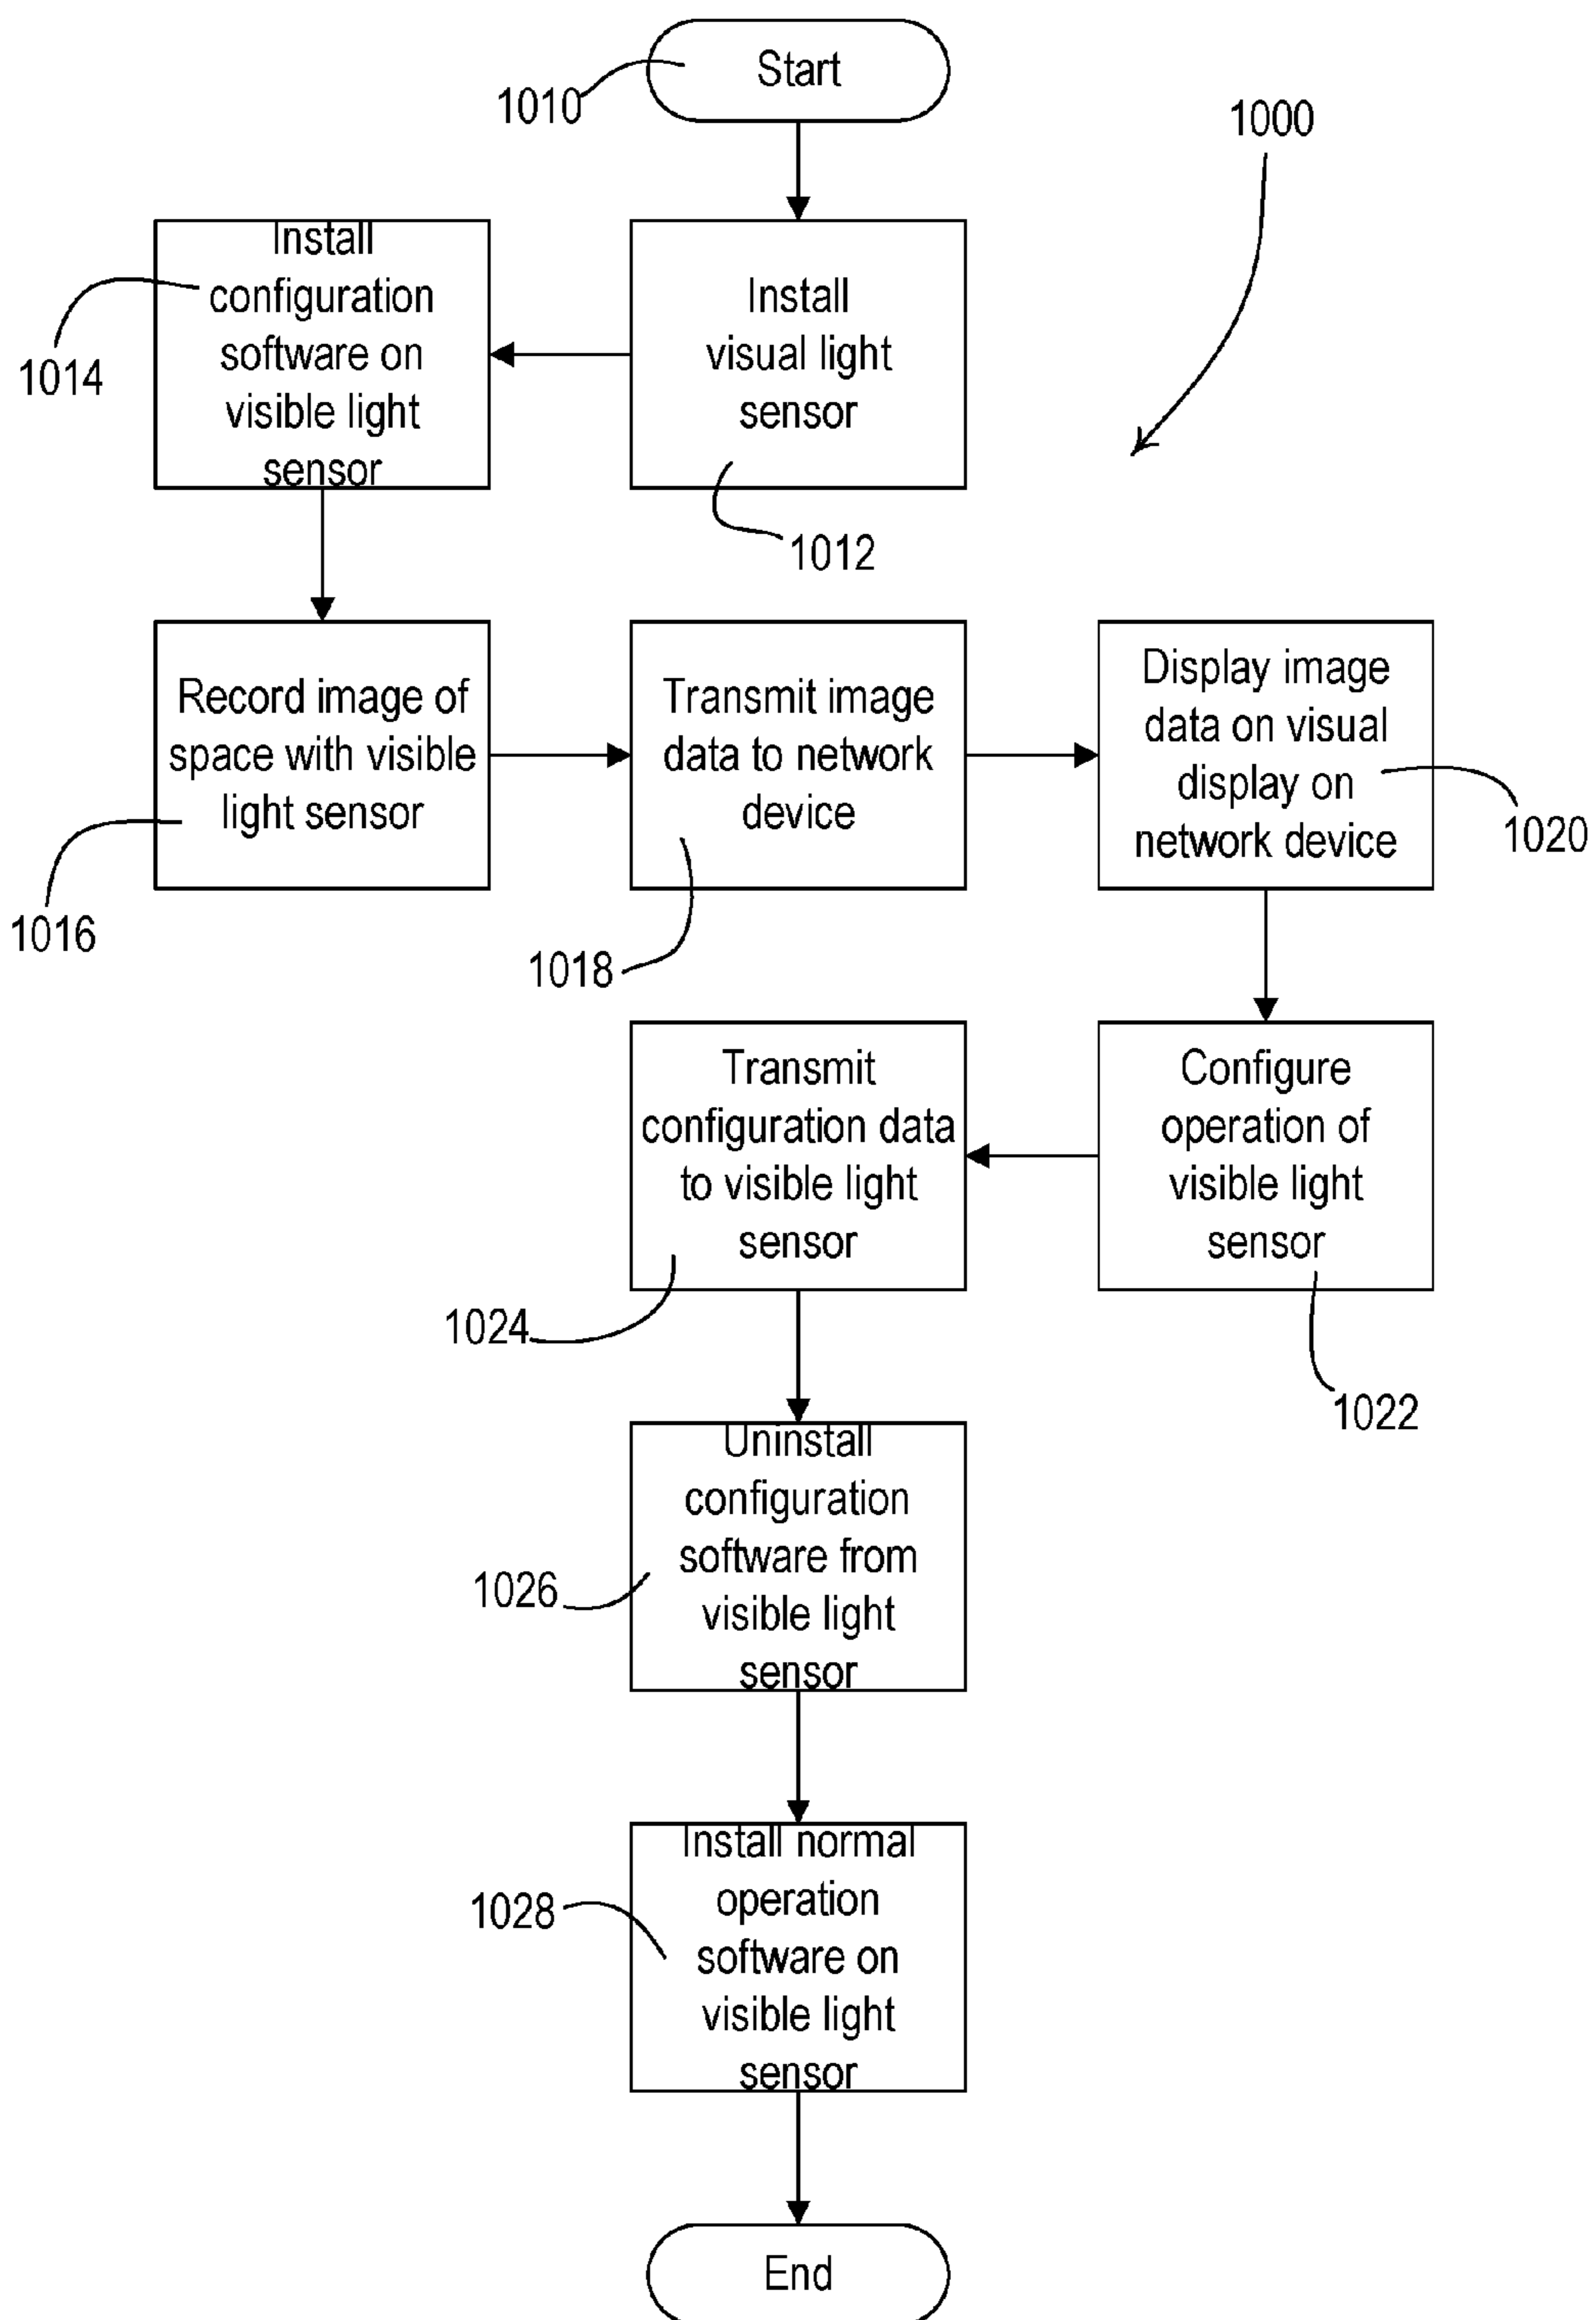 Start
1010
1000
Install
visual light
sensor
1012
Install
configuration
software on
visible light
sensor
1014
Record image of
space with visible
light sensor
1016
Transmit image
data to network
device
1018
Display image
data on visual
display on
network device
1020
Configure
operation of
visible light
sensor
1022
Transmit
configuration data
to visible light
sensor
1024
Uninstall
configuration
software from
visible light
sensor
1026
Install normal
operation
software on
visible light
sensor
1028
End